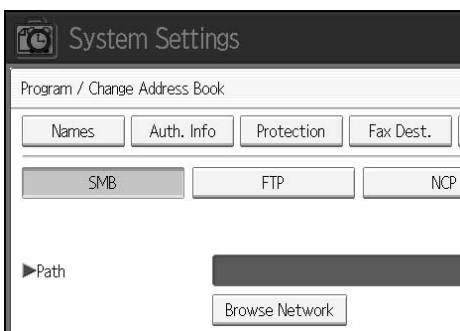 System Settings
Program / Change Address Book
Names Auth. Info Protection Fax Dest.
SMB FTP NCP
▶Path
Browse Network